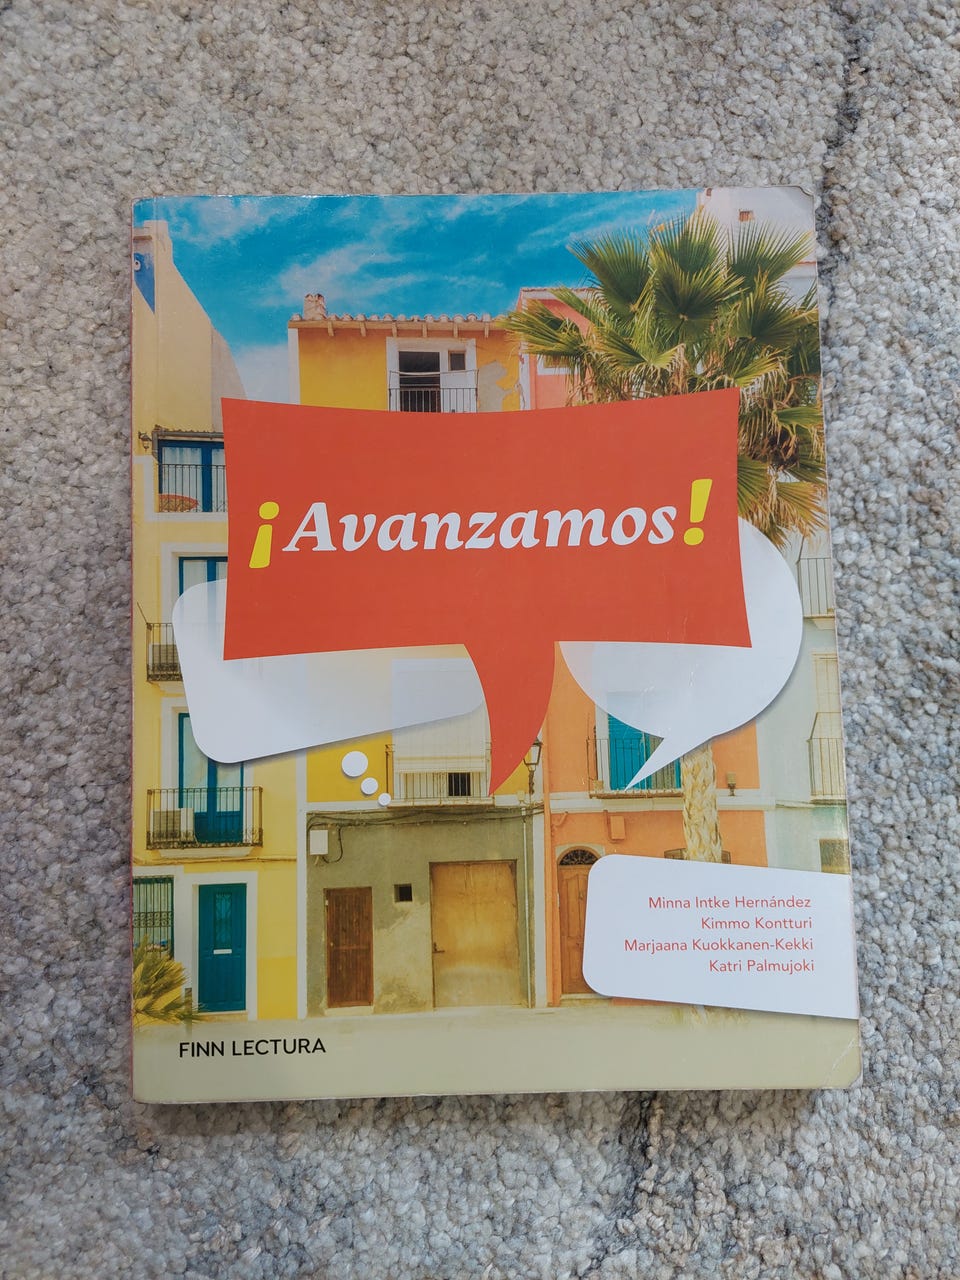 ¡Avanzamos!
Minna Intke Hernández
Kimmo Kontturi
Marjaana Kuokkanen-Kekki
Katri Palmujoki
FINN LECTURA